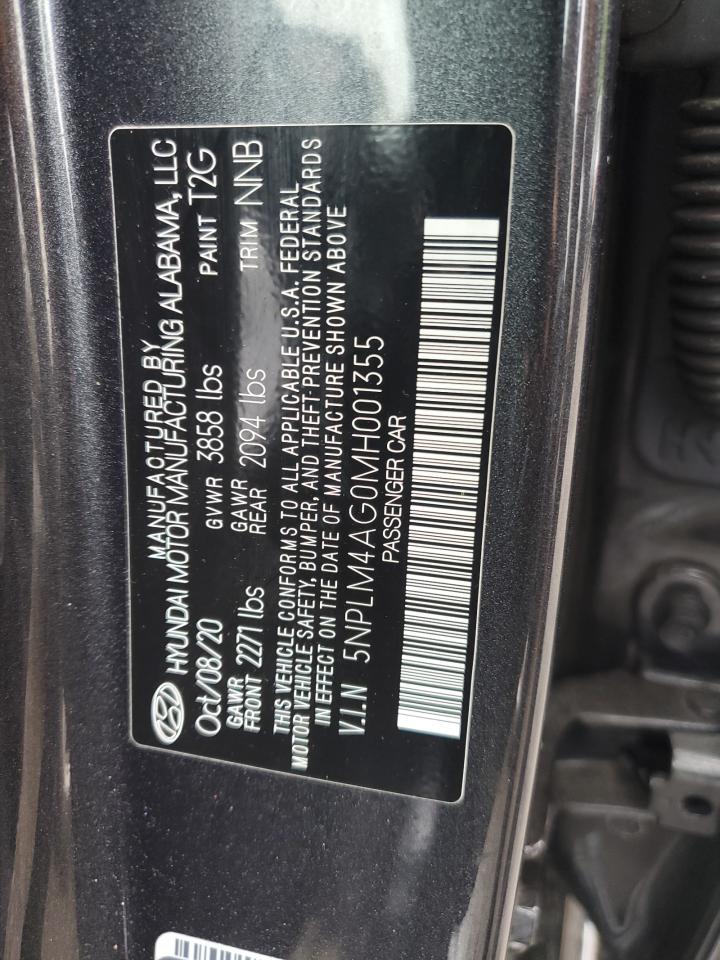 MANUFACTURED BY
HYUNDAI MOTOR MANUFACTURING ALABAMA, LLC
Oct/08/20 GVWR 3858 lbs PAINT T2G
GAWR FRONT 2271 lbs GAWR REAR 2094 lbs TRIM NNB
THIS VEHICLE CONFORMS TO ALL APPLICABLE U.S.A. FEDERAL
MOTOR VEHICLE SAFETY, BUMPER, AND THEFT PREVENTION STANDARDS
IN EFFECT ON THE DATE OF MANUFACTURE SHOWN ABOVE
V.I.N 5NPLM4AG0MH001355
PASSENGER CAR